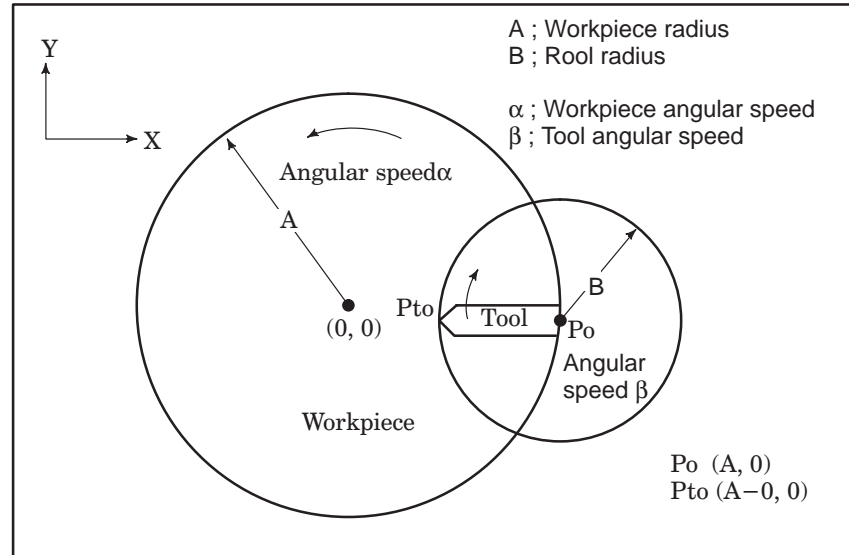 A ; Workpiece radius
B ; Rool radius
α ; Workpiece angular speed
β ; Tool angular speed
Y
X
Angular speedα
A
(0, 0)
Workpiece
Pto
Tool
B
Po
Angular
speed β
Po (A, 0)
Pto (A−0, 0)